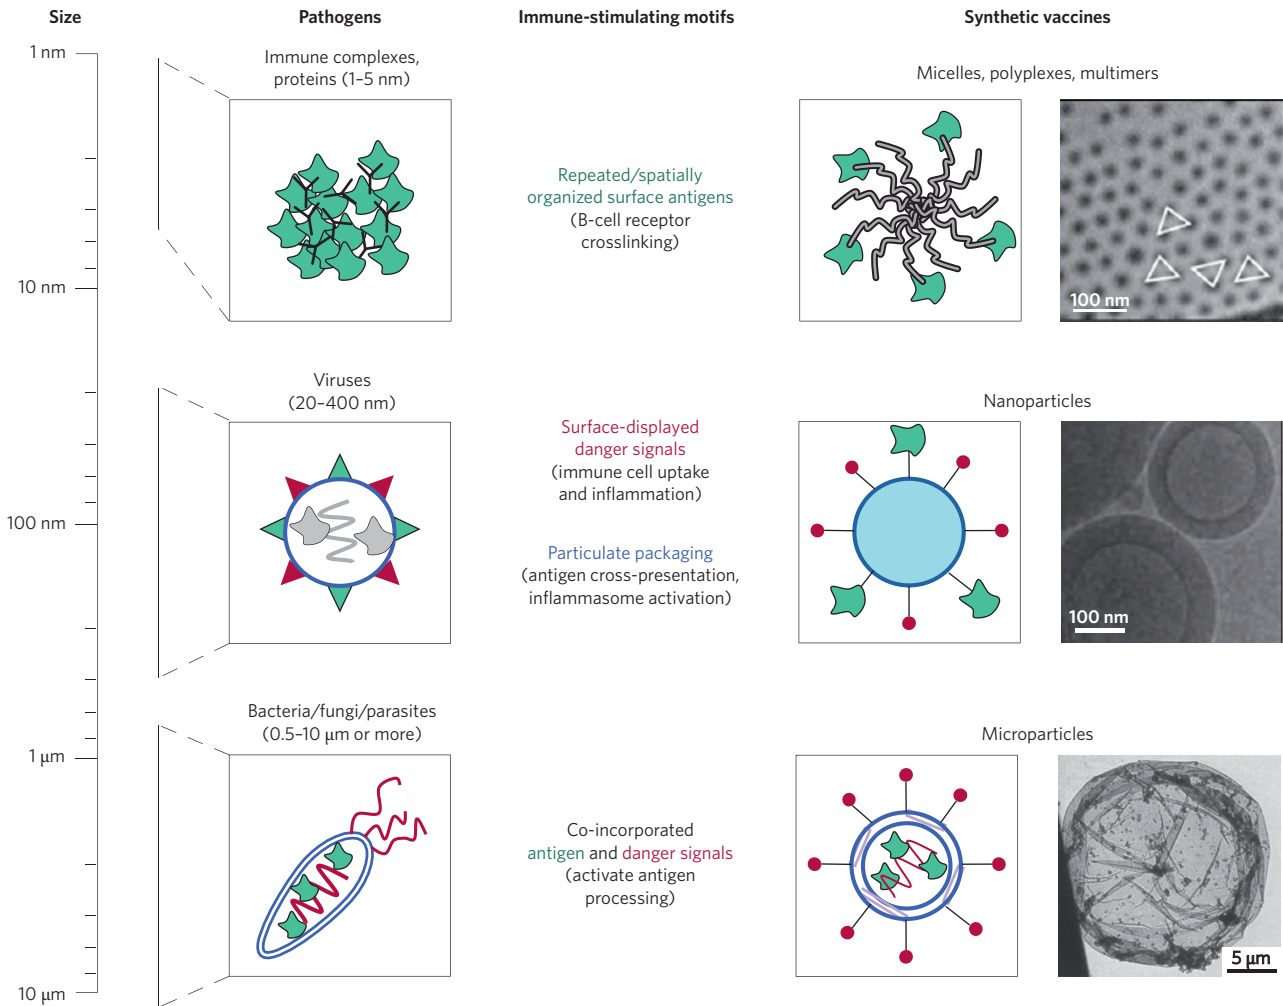 Size
Pathogens
Immune-stimulating motifs
Synthetic vaccines
1 nm
10 nm
100 nm
1 µm
10 µm
Immune complexes,
proteins (1–5 nm)
Repeated/spatially
organized surface antigens
(B-cell receptor
crosslinking)
Micelles, polyplexes, multimers
100 nm
Viruses
(20–400 nm)
Surface-displayed
danger signals
(immune cell uptake
and inflammation)
Particulate packaging
(antigen cross-presentation,
inflammasome activation)
Nanoparticles
100 nm
Bacteria/fungi/parasites
(0.5–10 µm or more)
Co-incorporated
antigen and danger signals
(activate antigen
processing)
Microparticles
5 µm